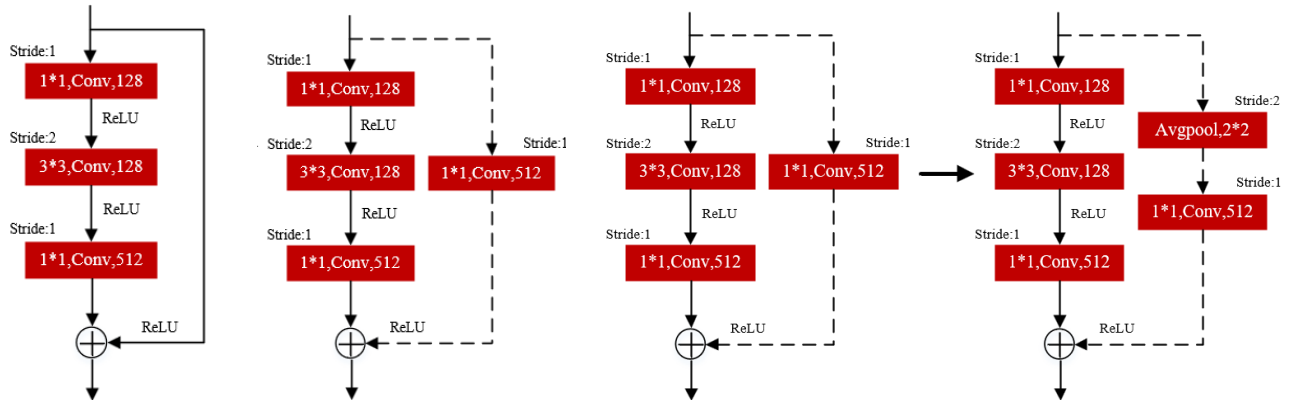 Stride:1
1*1,Conv,128
ReLU
Stride:2
3*3,Conv,128
ReLU
Stride:1
1*1,Conv,512
ReLU
Stride:1
1*1,Conv,128
ReLU
Stride:2
3*3,Conv,128
Stride:1
1*1,Conv,512
ReLU
Stride:1
1*1,Conv,512
ReLU
Stride:1
1*1,Conv,128
ReLU
Stride:2
3*3,Conv,128
Stride:1
1*1,Conv,512
ReLU
Stride:1
1*1,Conv,512
ReLU
Stride:1
1*1,Conv,128
ReLU
Stride:2
Avgpool,2*2
Stride:2
3*3,Conv,128
Stride:1
1*1,Conv,512
ReLU
Stride:1
1*1,Conv,512
ReLU